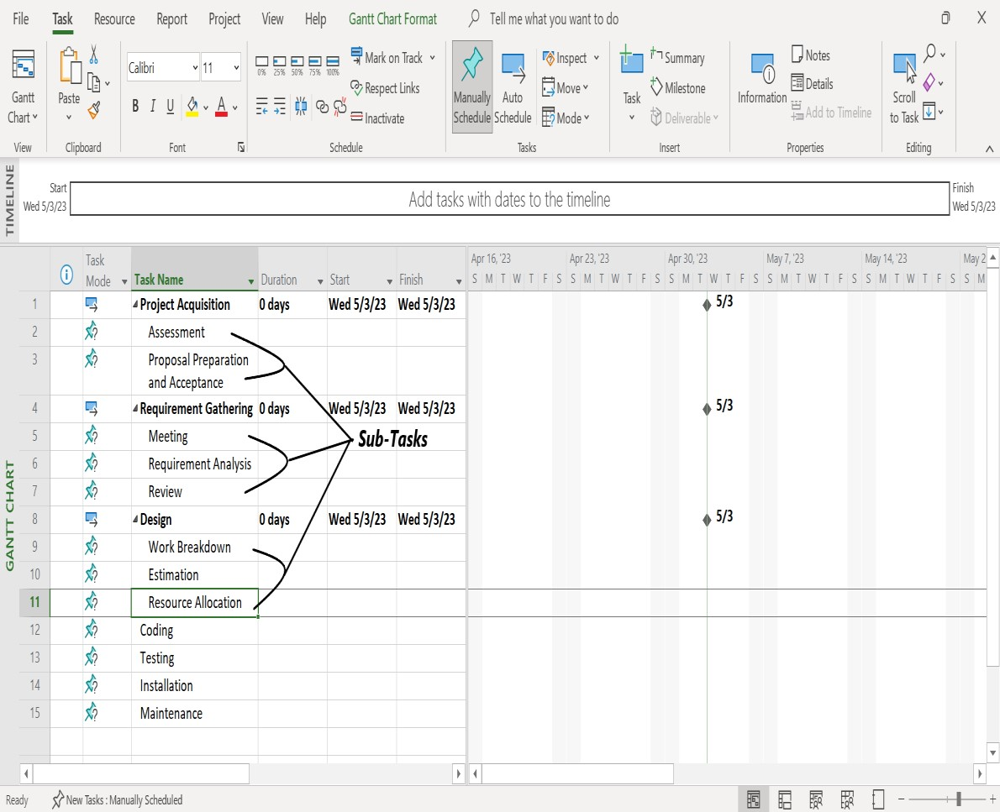 File Task Resource Report Project View Help Gantt Chart Format Tell me what you want to do X
Gantt Chart
View
Paste
Clipboard
Calibri 11
B I U A
Font
0% 25% 50% 75% 100%
Mark on Track
Respect Links
Inactivate
Schedule
Manually Schedule
Auto Schedule
Inspect
Move
Mode
Tasks
Task
Summary
Milestone
Deliverable
Insert
Information
Notes
Details
Add to Timeline
Properties
Scroll to Task
Editing
TIMELINE
Start
Wed 5/3/23
Add tasks with dates to the timeline
Finish
Wed 5/3/23
GANTT CHART
Task Mode Task Name Duration Start Finish
Apr 16, '23 Apr 23, '23 Apr 30, '23 May 7, '23 May 14, '23 May 2
S M T W T F S S M T W T F S S M T W T F S S M T W T F S S M T W T F S S M
1 Project Acquisition 0 days Wed 5/3/23 Wed 5/3/23 5/3
2 Assessment
3 Proposal Preparation
and Acceptance
4 Requirement Gathering 0 days Wed 5/3/23 Wed 5/3/23 5/3
5 Meeting
Sub-Tasks
6 Requirement Analysis
7 Review
8 Design 0 days Wed 5/3/23 Wed 5/3/23 5/3
9 Work Breakdown
10 Estimation
11 Resource Allocation
12 Coding
13 Testing
14 Installation
15 Maintenance
Ready New Tasks : Manually Scheduled